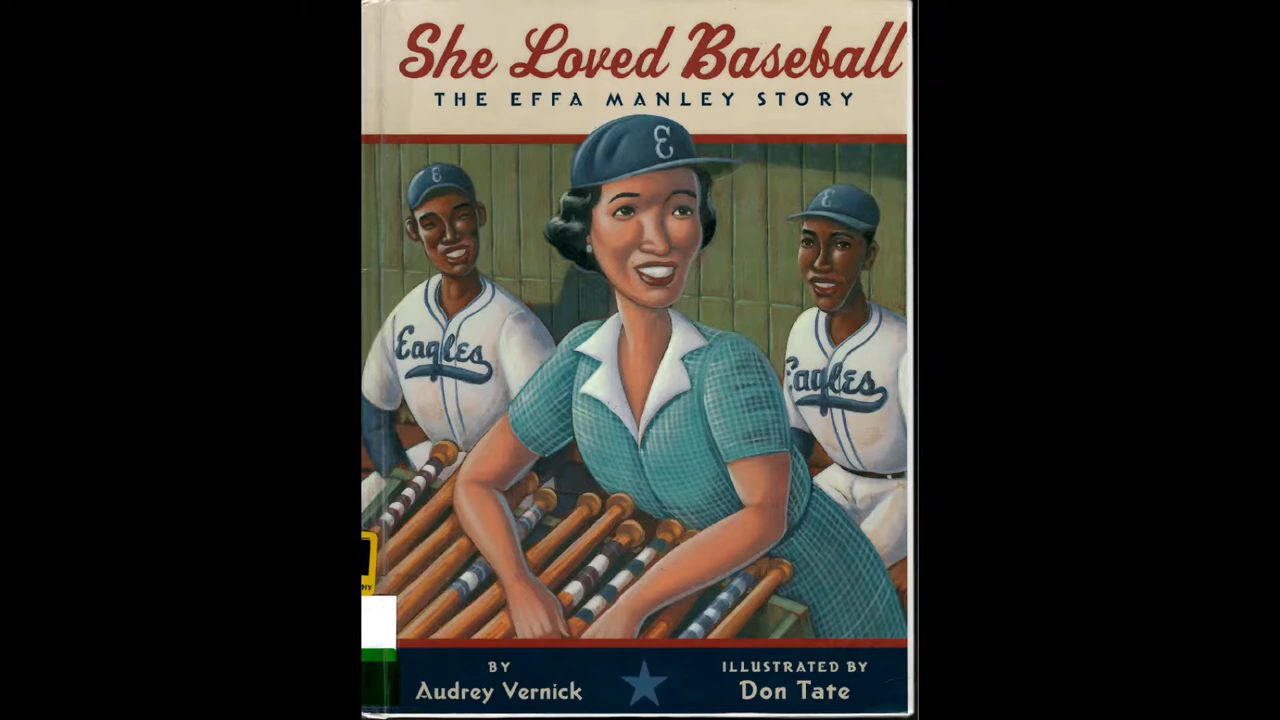 She Loved Baseball
THE EFFA MANLEY STORY
E
E
E
Eagles
Eagles
BY
Audrey Vernick
ILLUSTRATED BY
Don Tate